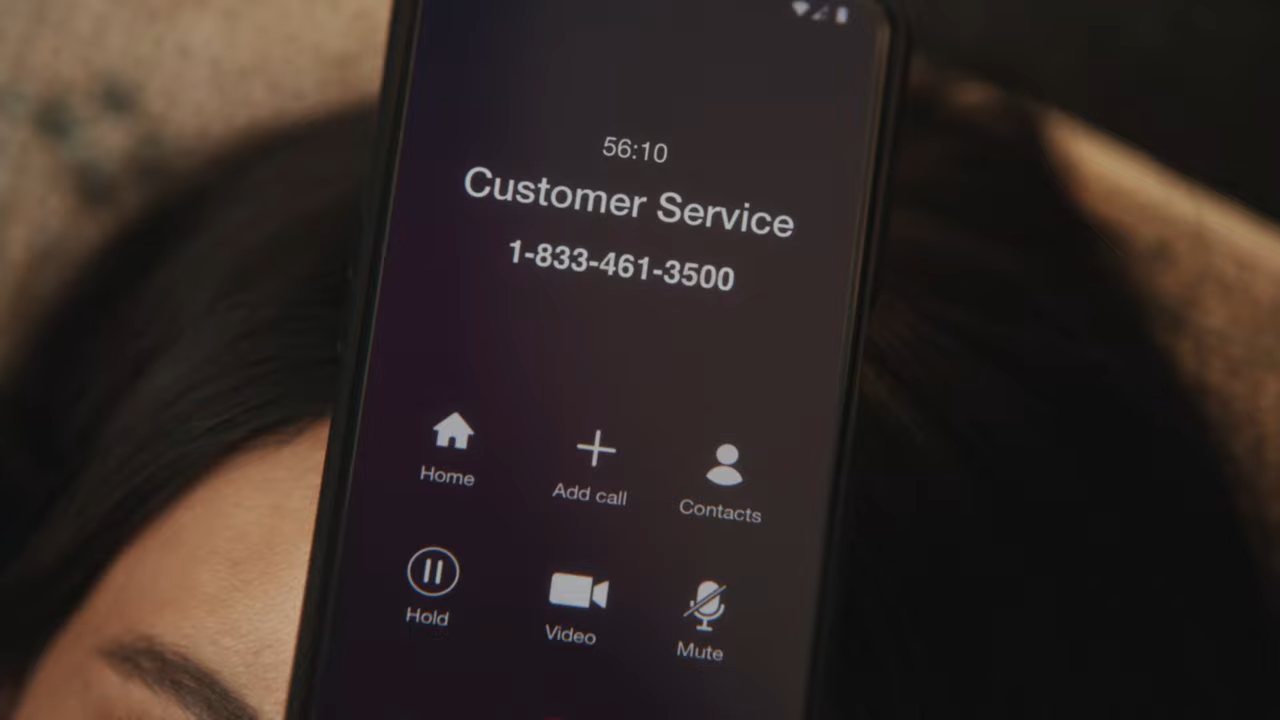 56:10
Customer Service
1-833-461-3500
Home
Add call
Contacts
Hold
Video
Mute